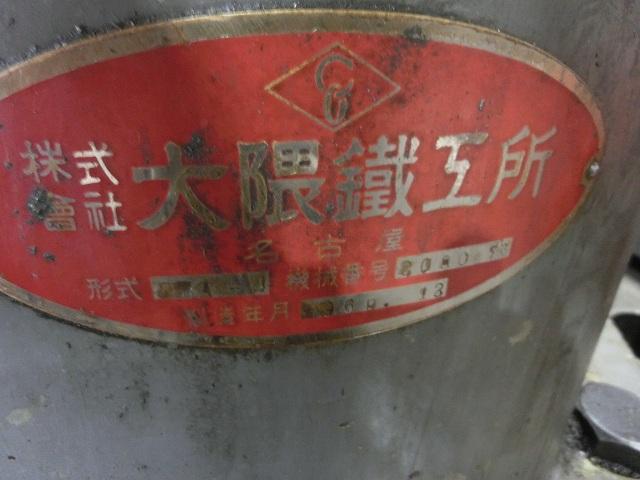 株式會社 大隈鐵工所
名古屋
形式 機械番号
製造年月